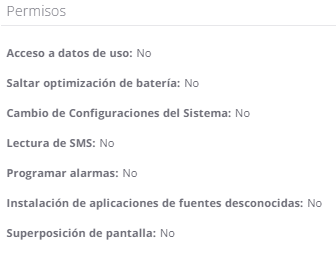 Permisos
Acceso a datos de uso: No
Saltar optimización de batería: No
Cambio de Configuraciones del Sistema: No
Lectura de SMS: No
Programar alarmas: No
Instalación de aplicaciones de fuentes desconocidas: No
Superposición de pantalla: No